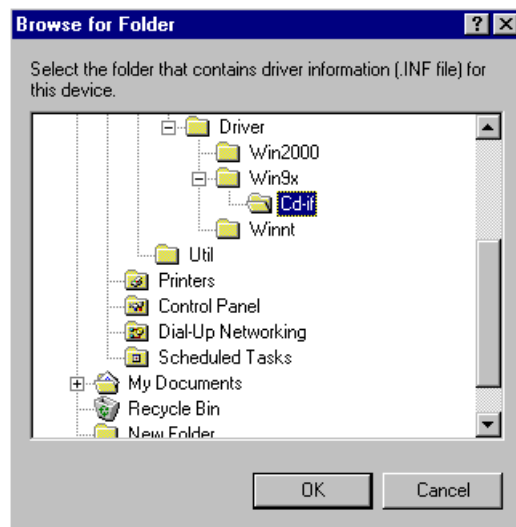 Browse for Folder
Select the folder that contains driver information (.INF file) for
this device.
Driver
Win2000
Win9x
Cd-if
Winnt
Util
Printers
Control Panel
Dial-Up Networking
Scheduled Tasks
My Documents
Recycle Bin
New Folder
OK Cancel